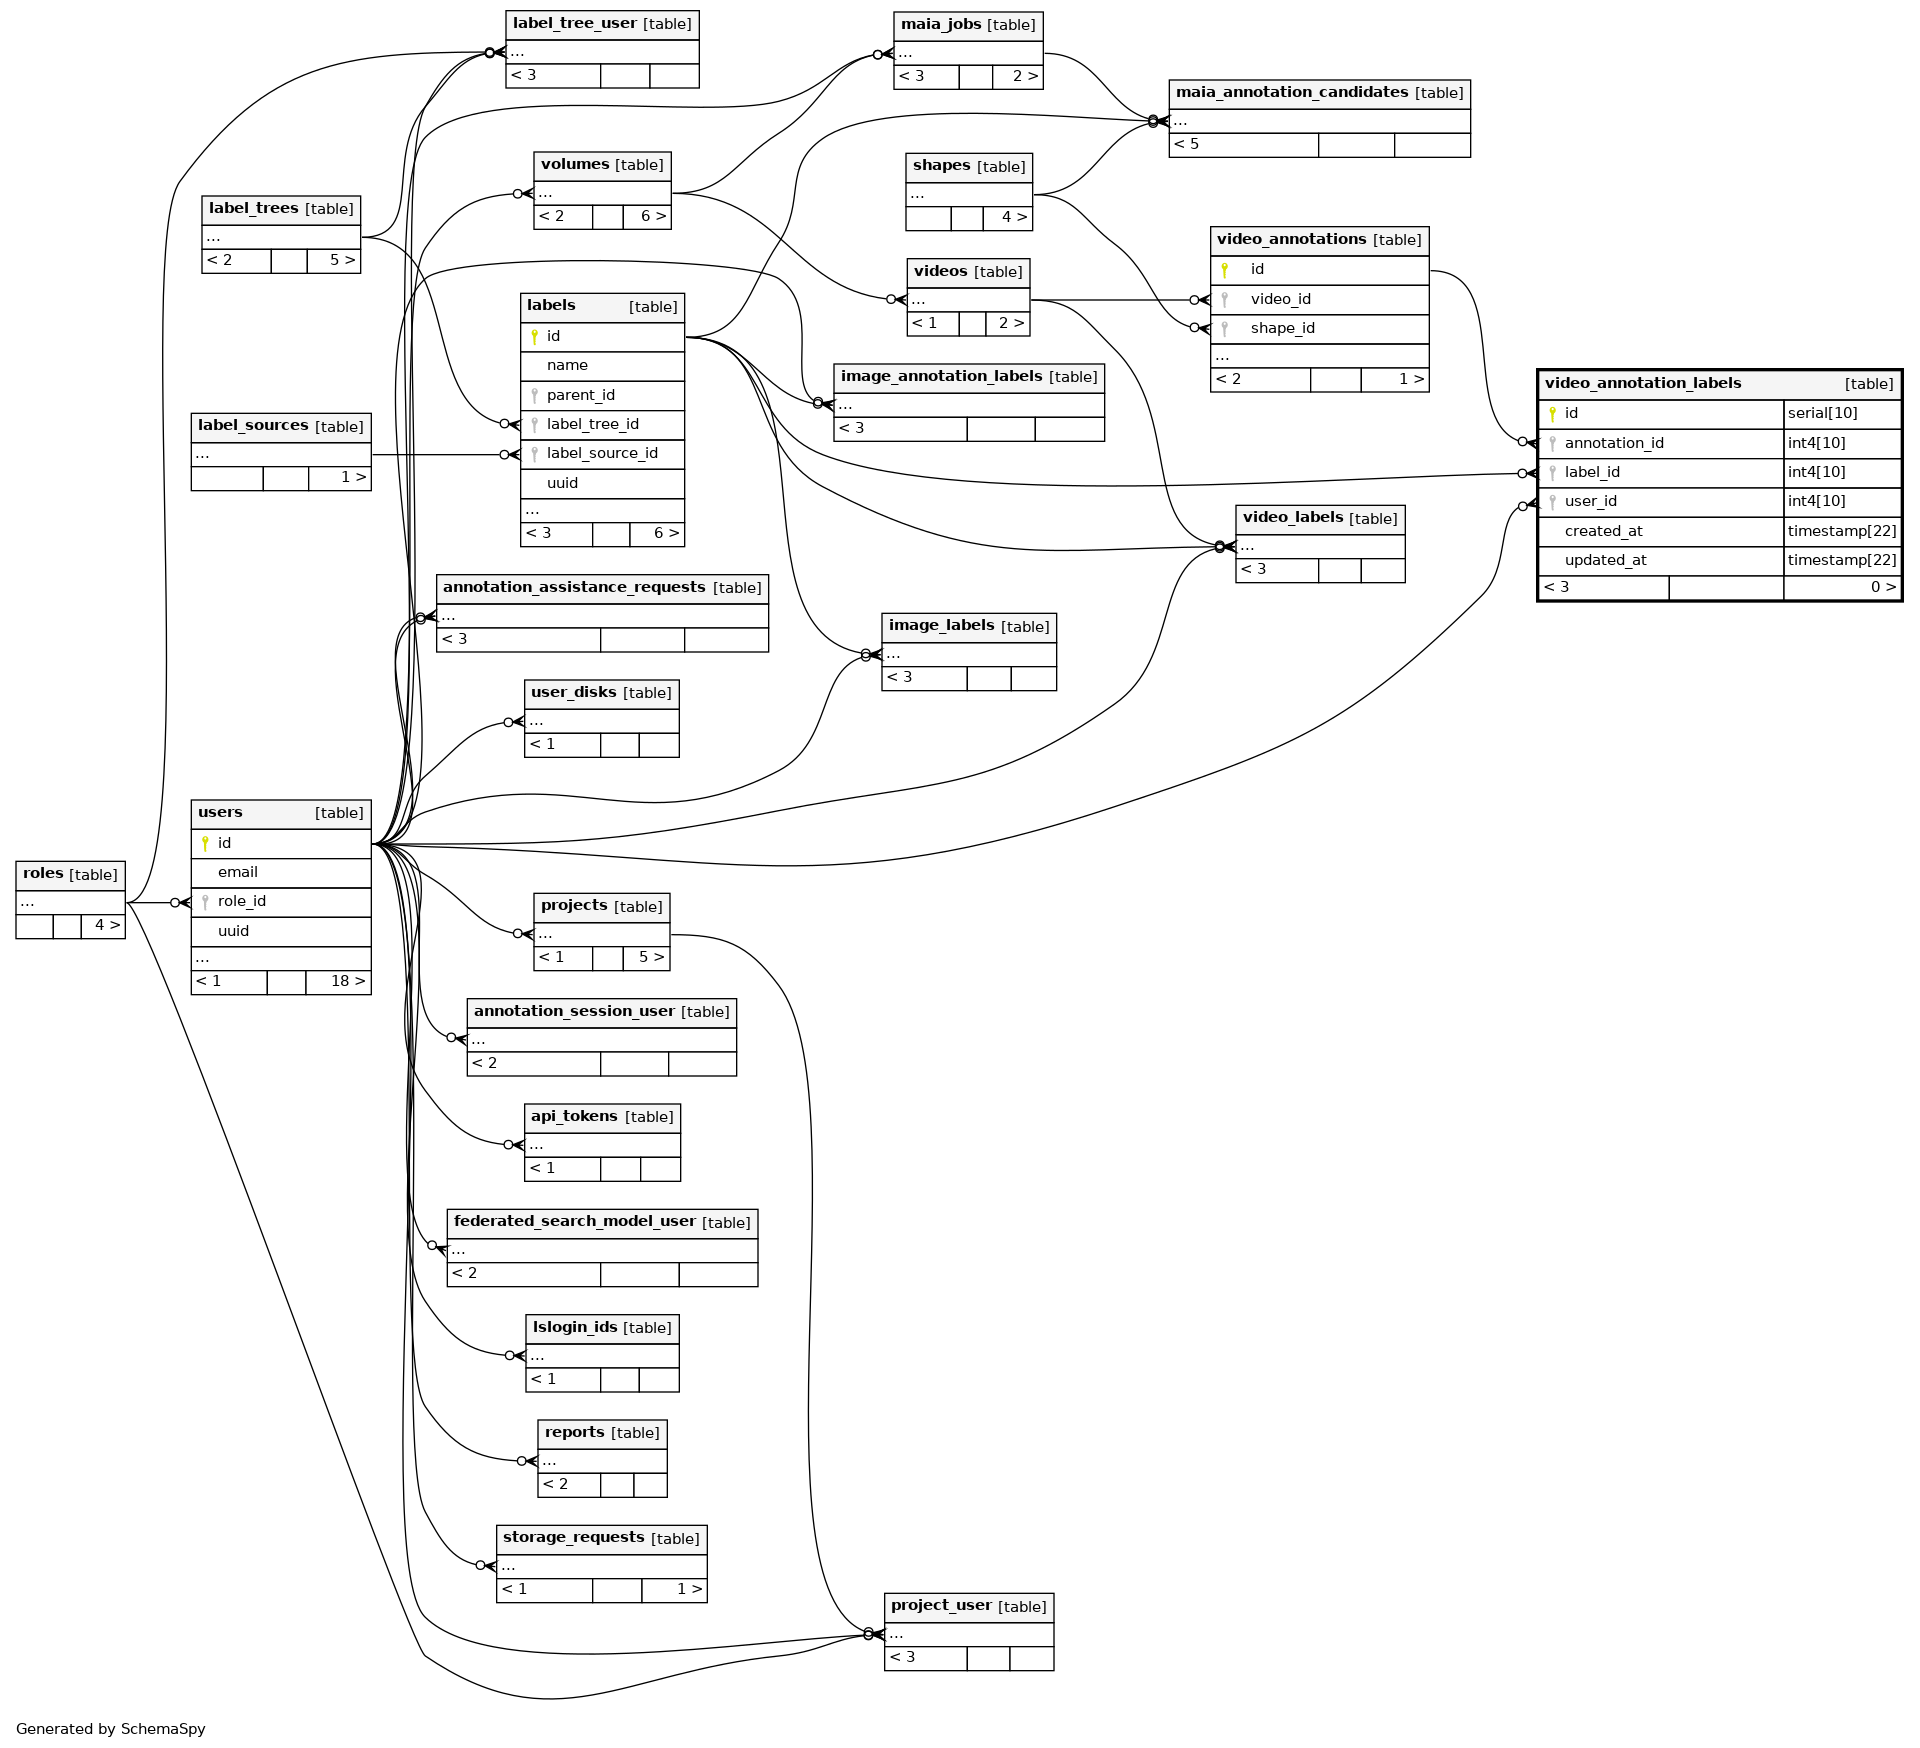 label_tree_user [table]
...
< 3
maia_jobs [table]
...
< 3 2 >
maia_annotation_candidates [table]
...
< 5
volumes [table]
...
< 2 6 >
shapes [table]
...
4 >
label_trees [table]
...
< 2 5 >
video_annotations [table]
id
video_id
shape_id
...
< 2 1 >
videos [table]
...
< 1 2 >
labels [table]
id
name
parent_id
label_tree_id
label_source_id
uuid
...
< 3 6 >
image_annotation_labels [table]
...
< 3
video_annotation_labels [table]
id serial[10]
annotation_id int4[10]
label_id int4[10]
user_id int4[10]
created_at timestamp[22]
updated_at timestamp[22]
< 3 0 >
label_sources [table]
...
1 >
video_labels [table]
...
< 3
annotation_assistance_requests [table]
...
< 3
image_labels [table]
...
< 3
user_disks [table]
...
< 1
users [table]
id
email
role_id
uuid
...
< 1 18 >
roles [table]
...
4 >
projects [table]
...
< 1 5 >
annotation_session_user [table]
...
< 2
api_tokens [table]
...
< 1
federated_search_model_user [table]
...
< 2
lslogin_ids [table]
...
< 1
reports [table]
...
< 2
storage_requests [table]
...
< 1 1 >
project_user [table]
...
< 3
Generated by SchemaSpy